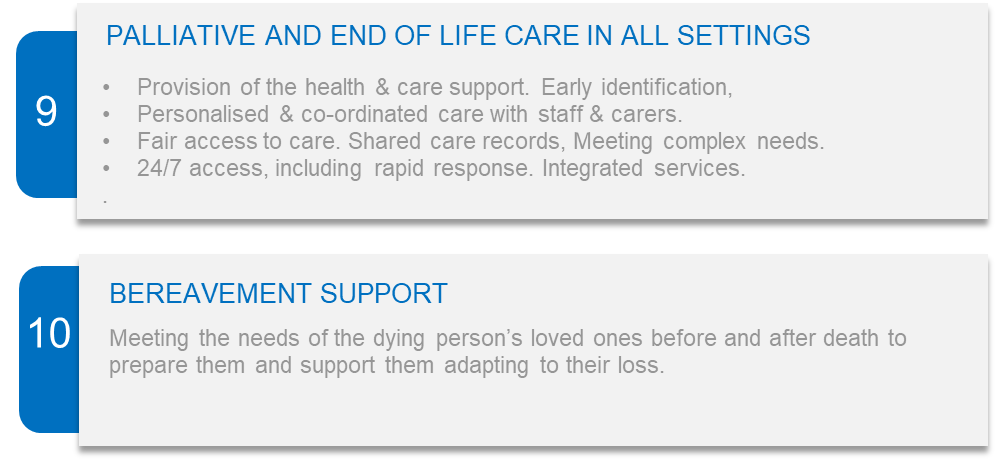 9
PALLIATIVE AND END OF LIFE CARE IN ALL SETTINGS
• Provision of the health & care support. Early identification,
• Personalised & co-ordinated care with staff & carers.
• Fair access to care. Shared care records, Meeting complex needs.
• 24/7 access, including rapid response. Integrated services.
.
10
BEREAVEMENT SUPPORT
Meeting the needs of the dying person’s loved ones before and after death to
prepare them and support them adapting to their loss.